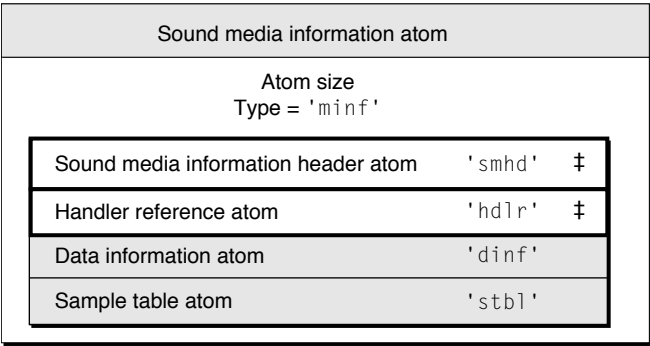 Sound media information atom
Atom size
Type = 'minf'
Sound media information header atom 'smhd' ‡
Handler reference atom 'hdlr' ‡
Data information atom 'dinf'
Sample table atom 'stbl'